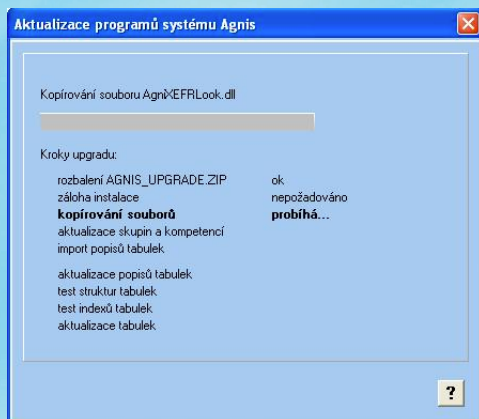 Aktualizace programů systému Agnis
Kopírování souboru AgniXEFRLook.dll
Kroky upgradu:
rozbalení AGNIS_UPGRADE.ZIP ok
záloha instalace nepožadováno
kopírování souborů probíhá...
aktualizace skupin a kompetencí
import popisů tabulek
aktualizace popisů tabulek
test struktur tabulek
test indexů tabulek
aktualizace tabulek
?